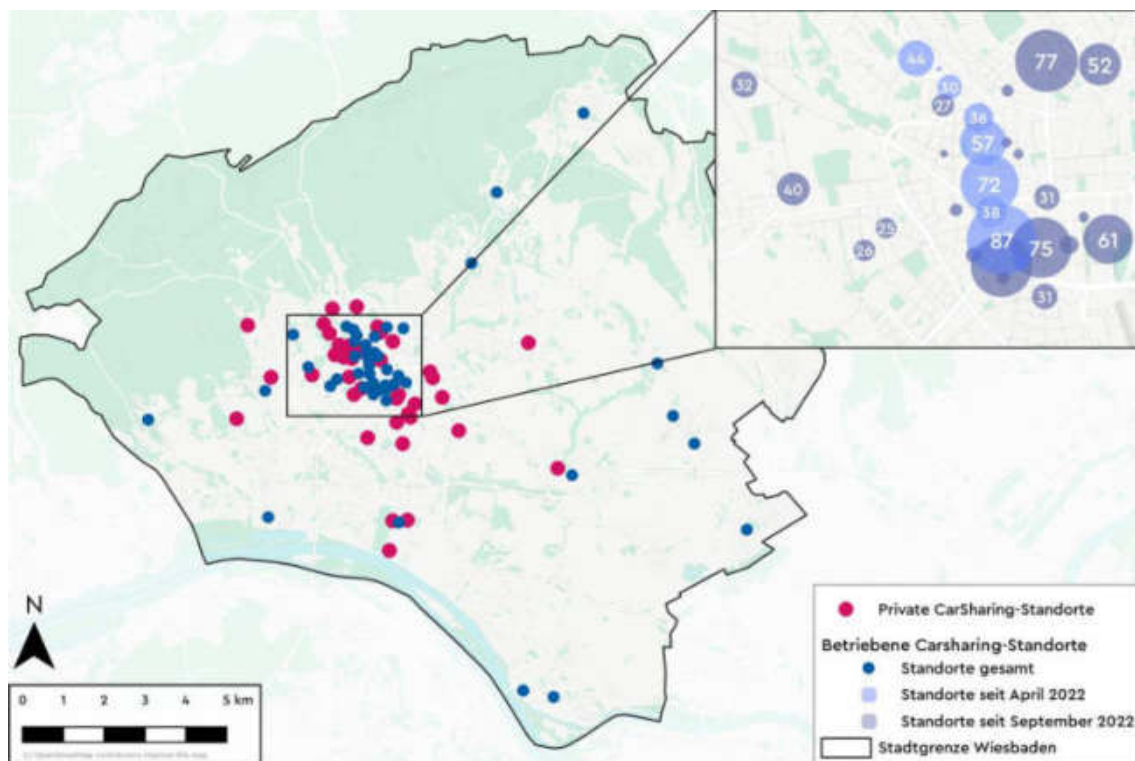 44
77
52
32
30
27
36
57
72
40
31
38
25
87
75
61
26
31
N
0 1 2 3 4 5 km
Private CarSharing-Standorte
Betriebene Carsharing-Standorte
Standorte gesamt
Standorte seit April 2022
Standorte seit September 2022
Stadtgrenze Wiesbaden